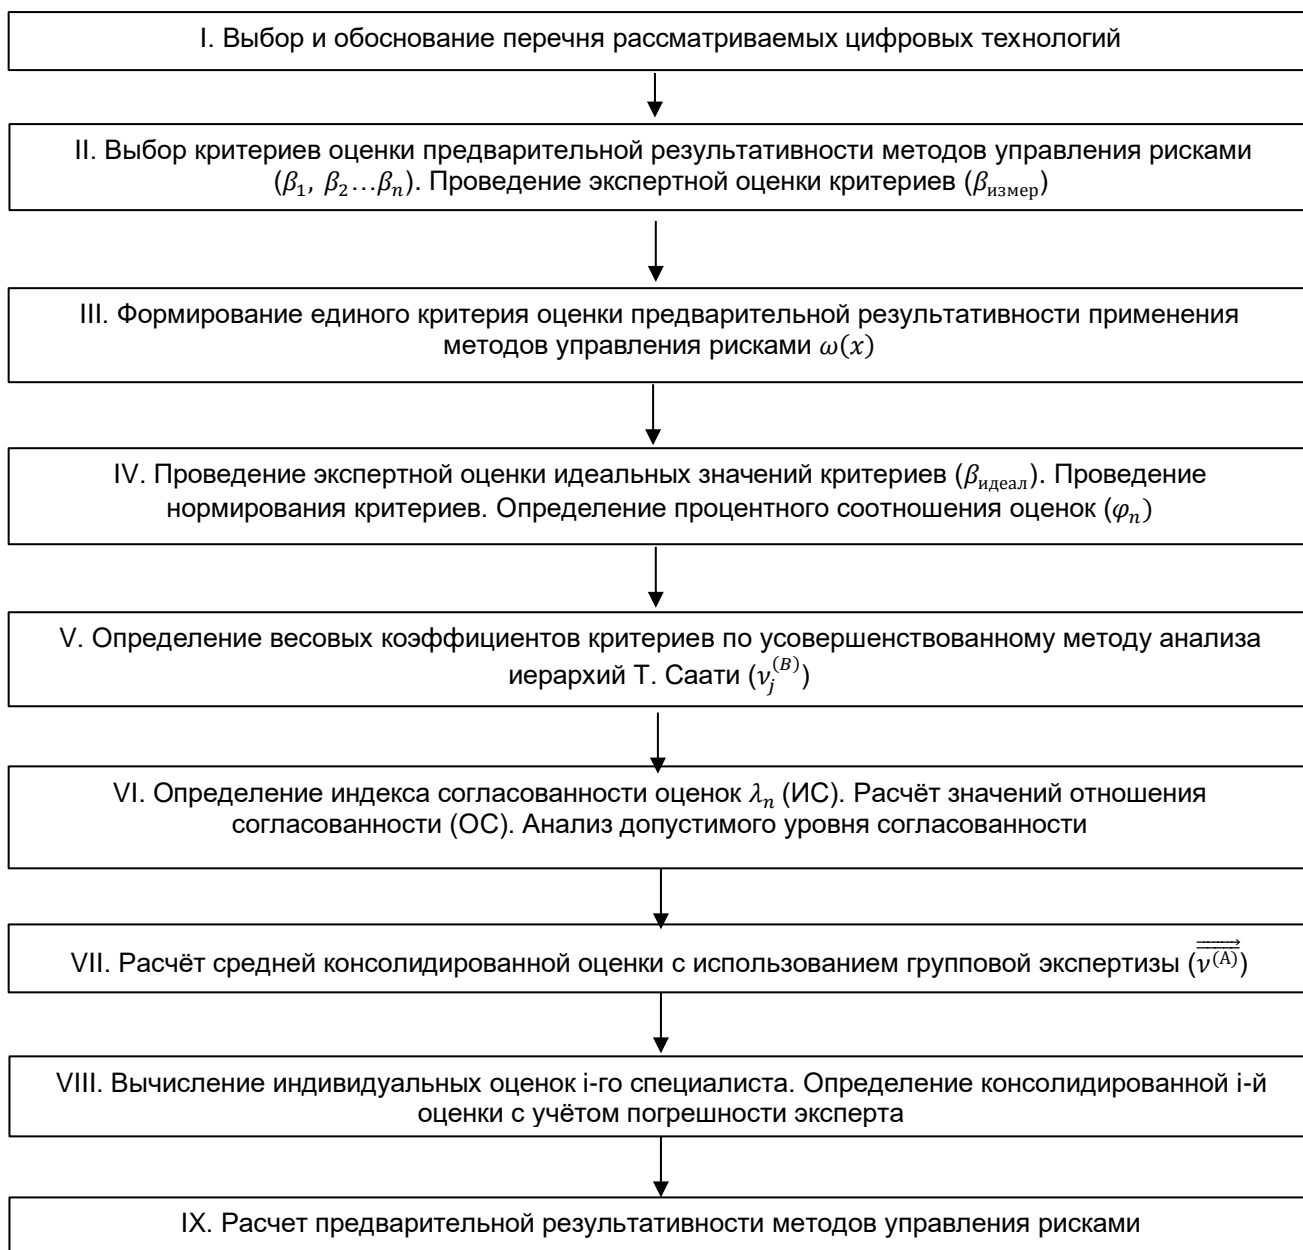 I. Выбор и обоснование перечня рассматриваемых цифровых технологий
II. Выбор критериев оценки предварительной результативности методов управления рисками
(β₁, β₂…βₙ). Проведение экспертной оценки критериев (β_измер)
III. Формирование единого критерия оценки предварительной результативности применения
методов управления рисками ω(x)
IV. Проведение экспертной оценки идеальных значений критериев (β_идеал). Проведение
нормирования критериев. Определение процентного соотношения оценок (φₙ)
V. Определение весовых коэффициентов критериев по усовершенствованному методу анализа
иерархий Т. Саати (ν_j^(B))
VI. Определение индекса согласованности оценок λₙ (ИС). Расчёт значений отношения
согласованности (ОС). Анализ допустимого уровня согласованности
VII. Расчёт средней консолидированной оценки с использованием групповой экспертизы (ν^(A))
VIII. Вычисление индивидуальных оценок i-го специалиста. Определение консолидированной i-й
оценки с учётом погрешности эксперта
IX. Расчет предварительной результативности методов управления рисками